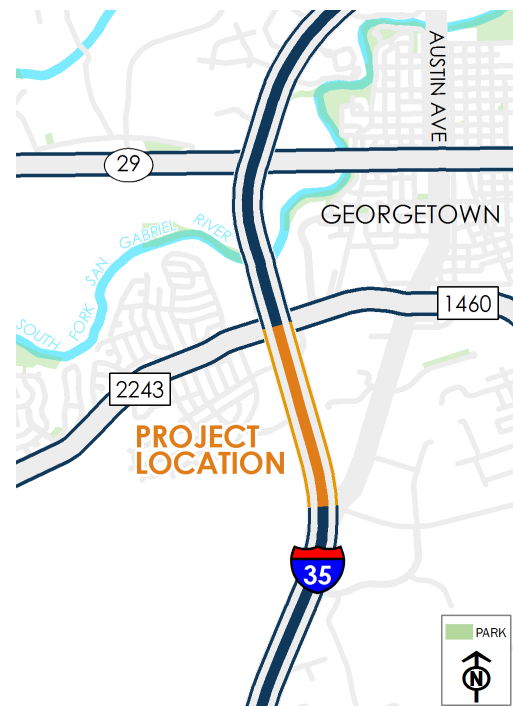 AUSTIN AVE
29
GEORGETOWN
SOUTH FORK SAN GABRIEL RIVER
1460
2243
PROJECT
LOCATION
35
PARK
N